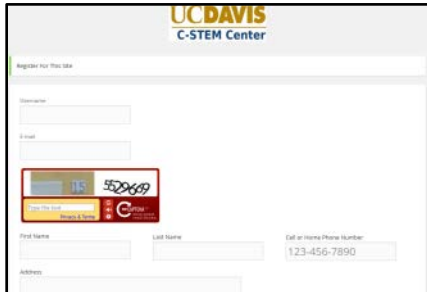 UCDAVIS
C-STEM Center
Register For This Site
Username
E-mail
15 5529669
Type the text
Privacy & Terms
First Name Last Name Cell or Home Phone Number
123-456-7890
Address